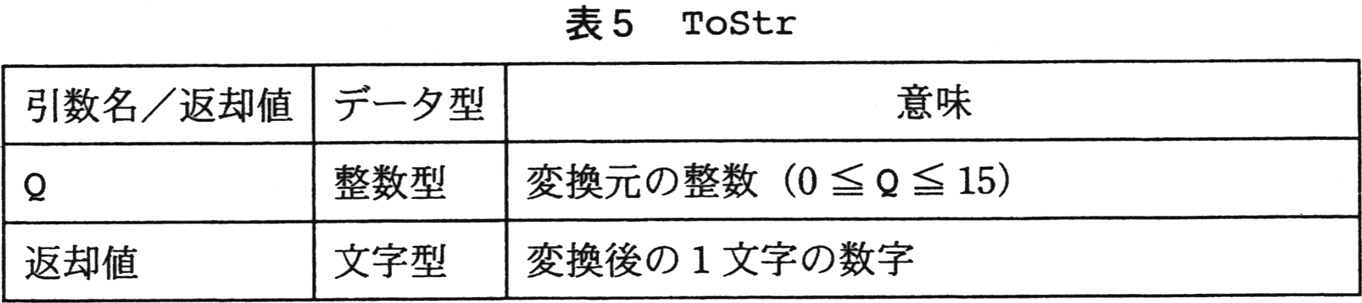 表5 ToStr
引数名／返却値 データ型 意味
Q 整数型 変換元の整数（0 ≦ Q ≦ 15）
返却値 文字型 変換後の1文字の数字